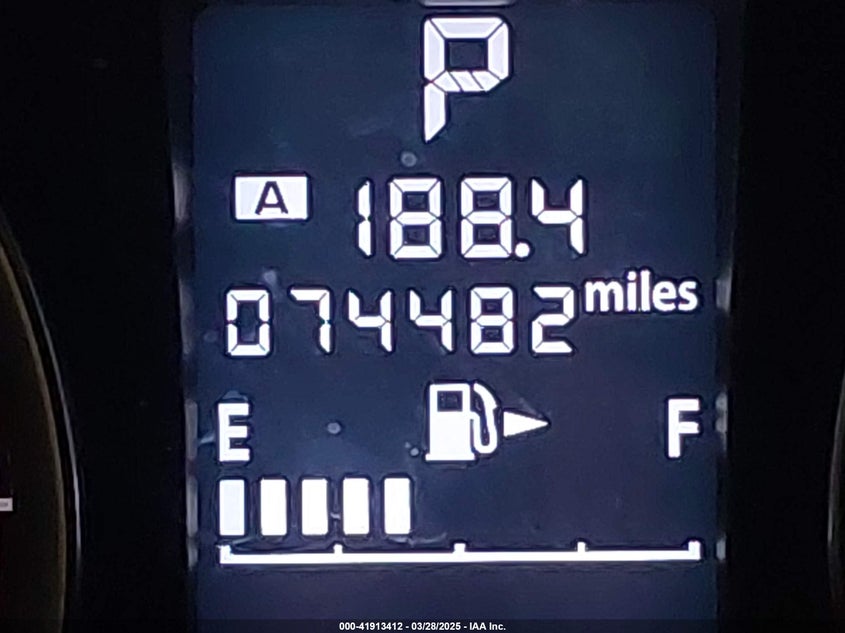 P
A 188.4
074482 miles
E F
000-41913412 - 03/28/2025 - IAA Inc.